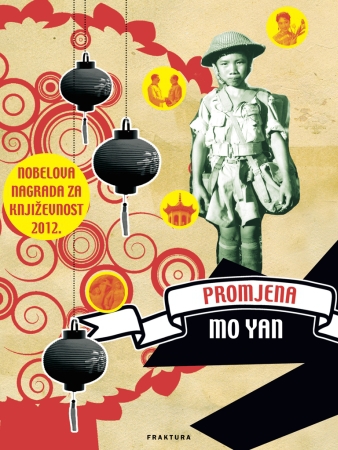 NOBELOVA
NAGRADA ZA
KNJIŽEVNOST
2012.
PROMJENA
MO YAN
FRAKTURA